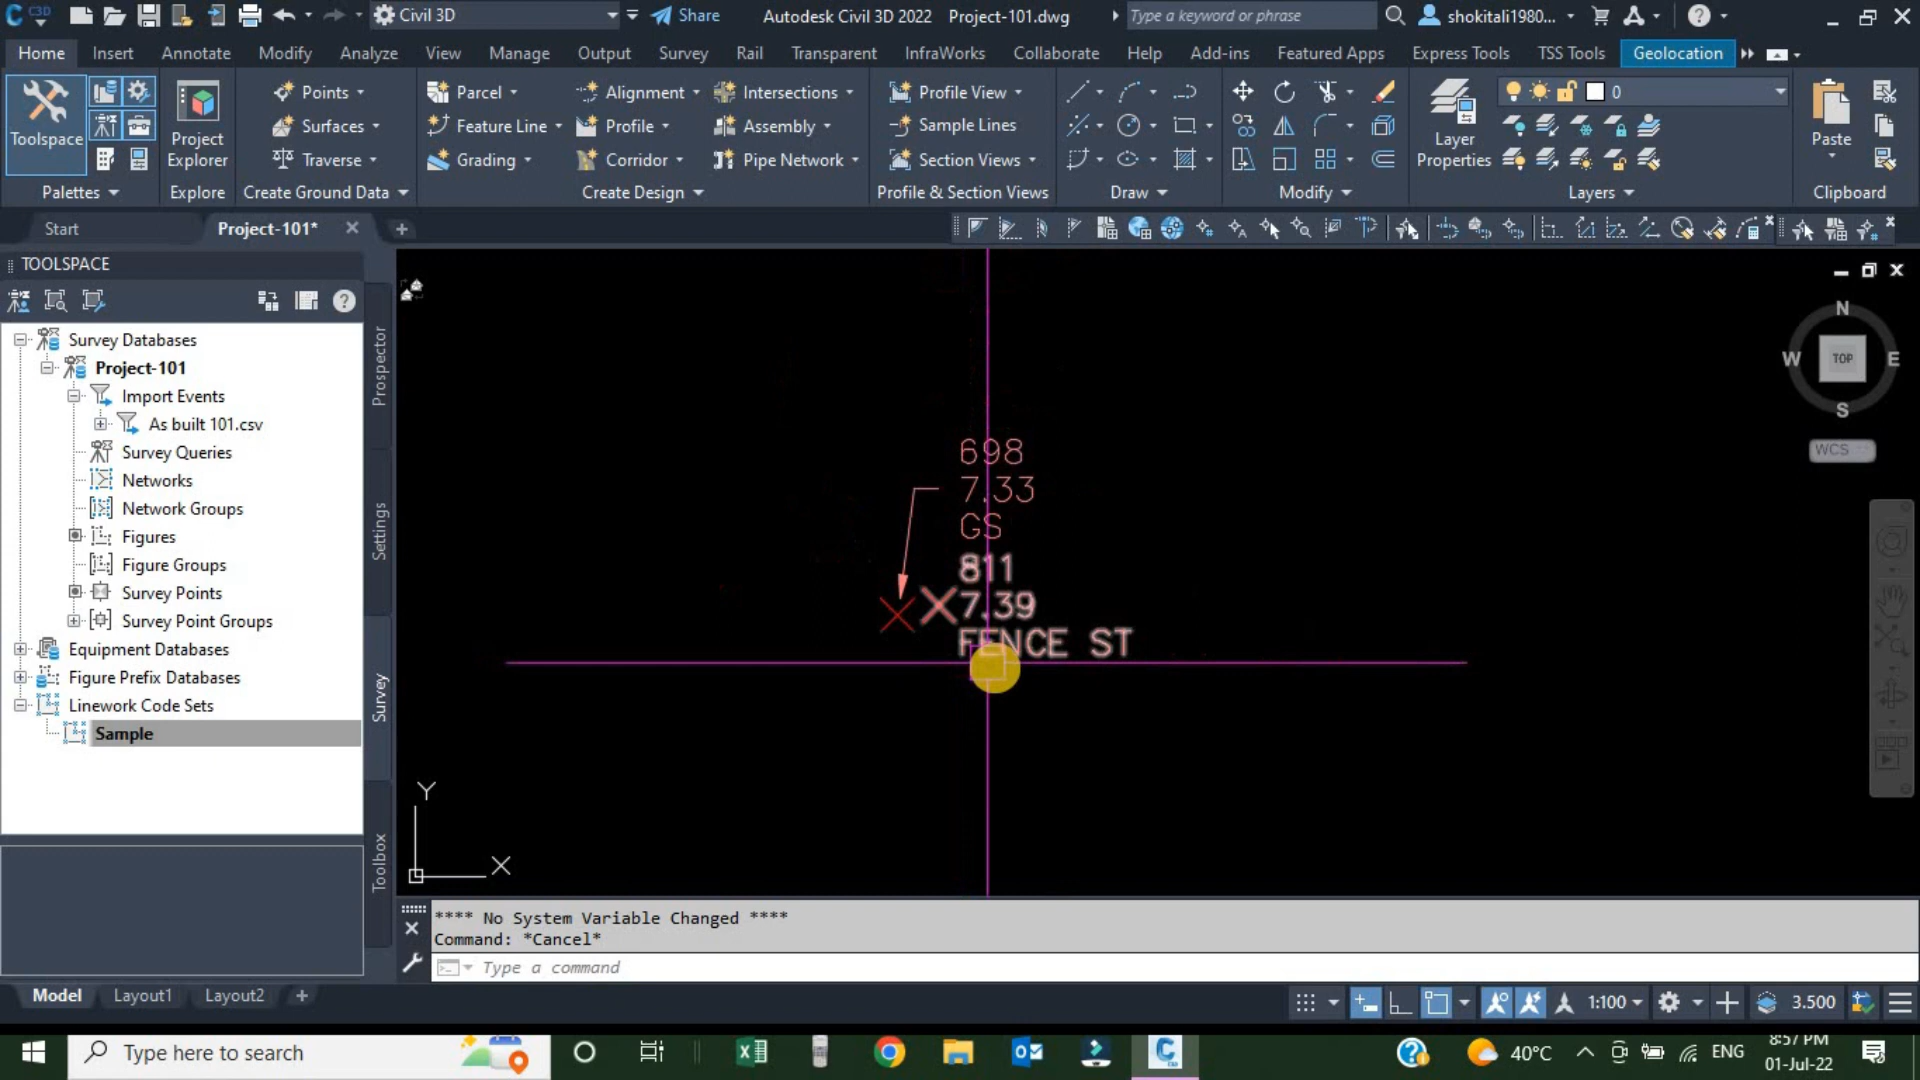 C3D
Civil 3D
Share
Autodesk Civil 3D 2022 Project-101.dwg
Type a keyword or phrase
shokitali1980...
Home Insert Annotate Modify Analyze View Manage Output Survey Rail Transparent InfraWorks Collaborate Help Add-ins Featured Apps Express Tools TSS Tools Geolocation
Toolspace
Project Explorer
Points
Surfaces
Traverse
Parcel
Feature Line
Grading
Alignment
Profile
Corridor
Intersections
Assembly
Pipe Network
Profile View
Sample Lines
Section Views
Layer Properties
0
Paste
Palettes Explore Create Ground Data Create Design Profile & Section Views Draw Modify Layers Clipboard
Start Project-101*
TOOLSPACE
Survey Databases
Project-101
Import Events
As built 101.csv
Survey Queries
Networks
Network Groups
Figures
Figure Groups
Survey Points
Survey Point Groups
Equipment Databases
Figure Prefix Databases
Linework Code Sets
Sample
Prospector
Settings
Survey
Toolbox
698
7.33
GS
811
7.39
FENCE ST
N
W TOP E
S
WCS
Y
X
**** No System Variable Changed ****
Command: *Cancel*
Type a command
Model Layout1 Layout2
1:100
3.500
Type here to search
40°C
ENG
8:57 PM
01-Jul-22